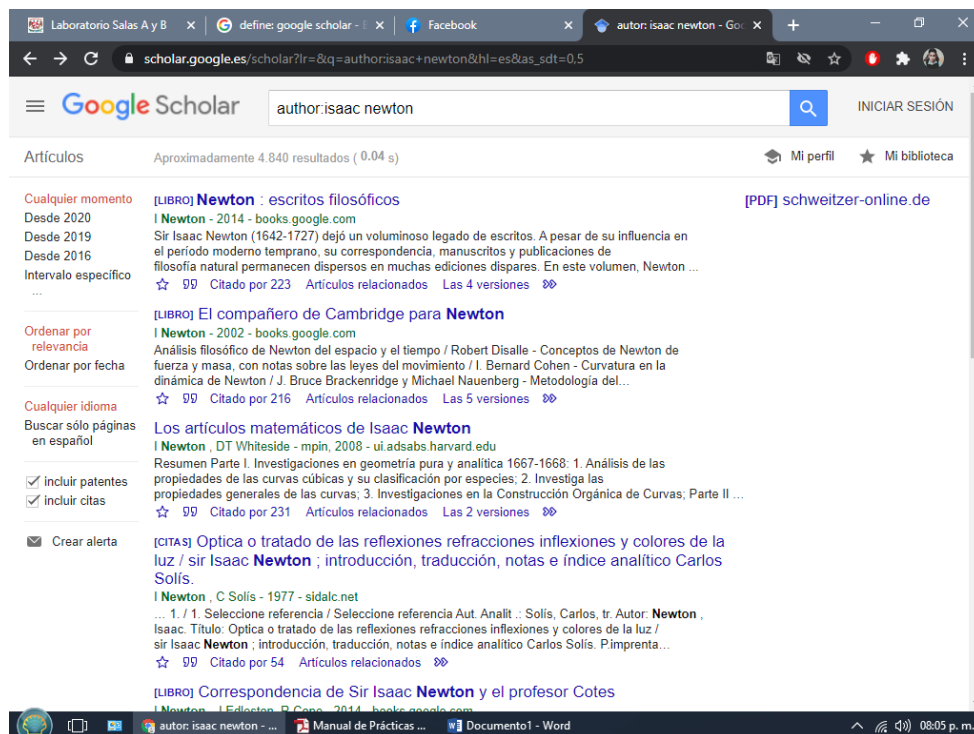 Laboratorio Salas A y B
define: google scholar - B
Facebook
autor: isaac newton - Goo
scholar.google.es/scholar?lr=&q=author:isaac+newton&hl=es&as_sdt=0,5
Google Scholar
author:isaac newton
INICIAR SESIÓN
Artículos
Aproximadamente 4.840 resultados ( 0.04 s)
Mi perfil
Mi biblioteca
Cualquier momento
Desde 2020
Desde 2019
Desde 2016
Intervalo específico
...
Ordenar por
relevancia
Ordenar por fecha
Cualquier idioma
Buscar sólo páginas
en español
incluir patentes
incluir citas
Crear alerta
[LIBRO] Newton : escritos filosóficos
I Newton - 2014 - books.google.com
Sir Isaac Newton (1642-1727) dejó un voluminoso legado de escritos. A pesar de su influencia en
el período moderno temprano, su correspondencia, manuscritos y publicaciones de
filosofía natural permanecen dispersos en muchas ediciones dispares. En este volumen, Newton ...
Citado por 223 Artículos relacionados Las 4 versiones
[PDF] schweitzer-online.de
[LIBRO] El compañero de Cambridge para Newton
I Newton - 2002 - books.google.com
Análisis filosófico de Newton del espacio y el tiempo / Robert Disalle - Conceptos de Newton de
fuerza y masa, con notas sobre las leyes del movimiento / I. Bernard Cohen - Curvatura en la
dinámica de Newton / J. Bruce Brackenridge y Michael Nauenberg - Metodología del...
Citado por 216 Artículos relacionados Las 5 versiones
Los artículos matemáticos de Isaac Newton
I Newton , DT Whiteside - mpin, 2008 - ui.adsabs.harvard.edu
Resumen Parte I. Investigaciones en geometría pura y analítica 1667-1668: 1. Análisis de las
propiedades de las curvas cúbicas y su clasificación por especies; 2. Investiga las
propiedades generales de las curvas; 3. Investigaciones en la Construcción Orgánica de Curvas; Parte II ...
Citado por 231 Artículos relacionados Las 2 versiones
[CITAS] Optica o tratado de las reflexiones refracciones inflexiones y colores de la
luz / sir Isaac Newton ; introducción, traducción, notas e índice analítico Carlos
Solís.
I Newton , C Solís - 1977 - sidalc.net
... 1. / 1. Seleccione referencia / Seleccione referencia Aut. Analit .: Solís, Carlos, tr. Autor: Newton ,
Isaac. Título: Optica o tratado de las reflexiones refracciones inflexiones y colores de la luz /
sir Isaac Newton ; introducción, traducción, notas e índice analítico Carlos Solís. P.imprenta...
Citado por 54 Artículos relacionados
[LIBRO] Correspondencia de Sir Isaac Newton y el profesor Cotes
I Newton , J Edleston, R Cope - 2014 - books.google.com
autor: isaac newton - ...
Manual de Prácticas ...
Documento1 - Word
08:05 p. m.